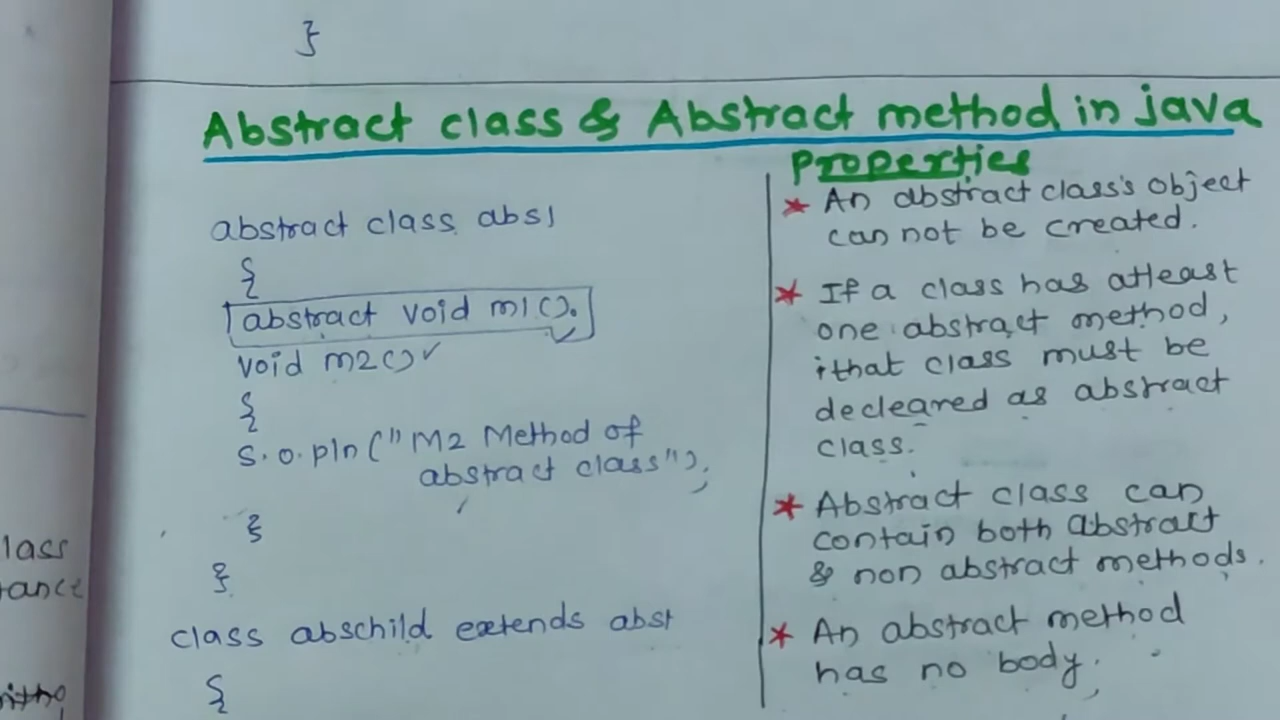 }
Abstract class & Abstract method in java
abstract class abs1
{
abstract void m1();
void m2() ✓
{
S.o.pln ("M2 Method of
abstract class");
}
}
class abschild extends abs1
{
Properties
* An abstract class's object
can not be created.
* If a class has atleast
one abstract method,
that class must be
decleared as abstract
class.
* Abstract class can
contain both abstract
& non abstract methods.
* An abstract method
has no body.
lass
tance